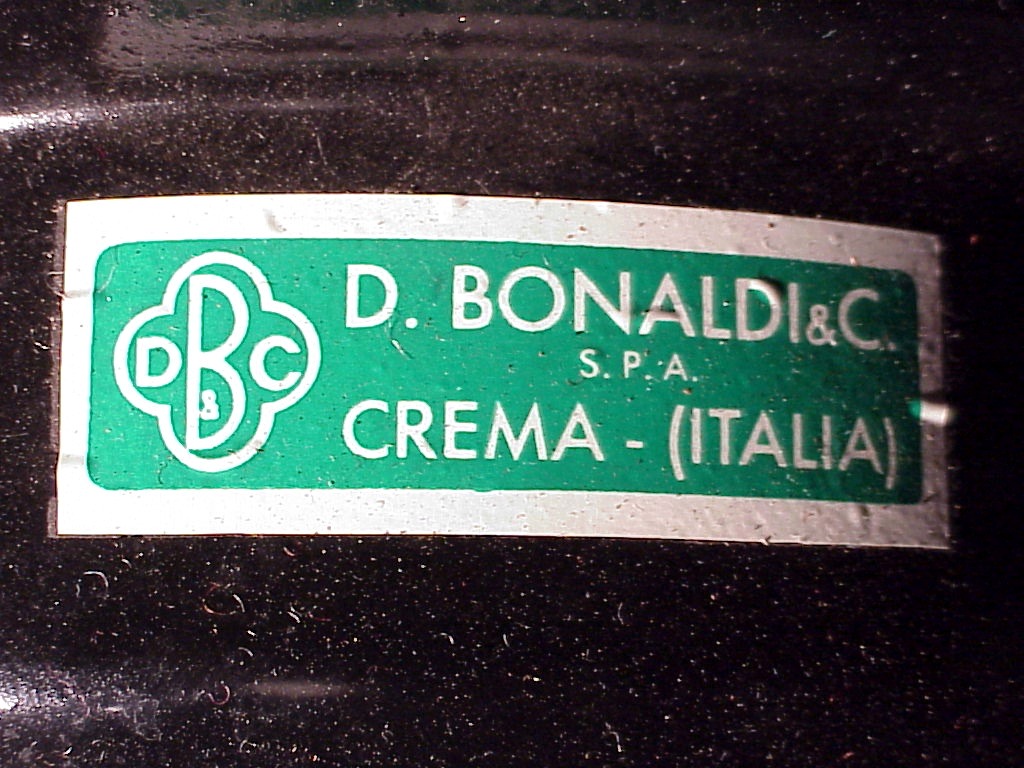 D B & C
D. BONALDI & C.
S. P. A.
CREMA - (ITALIA)